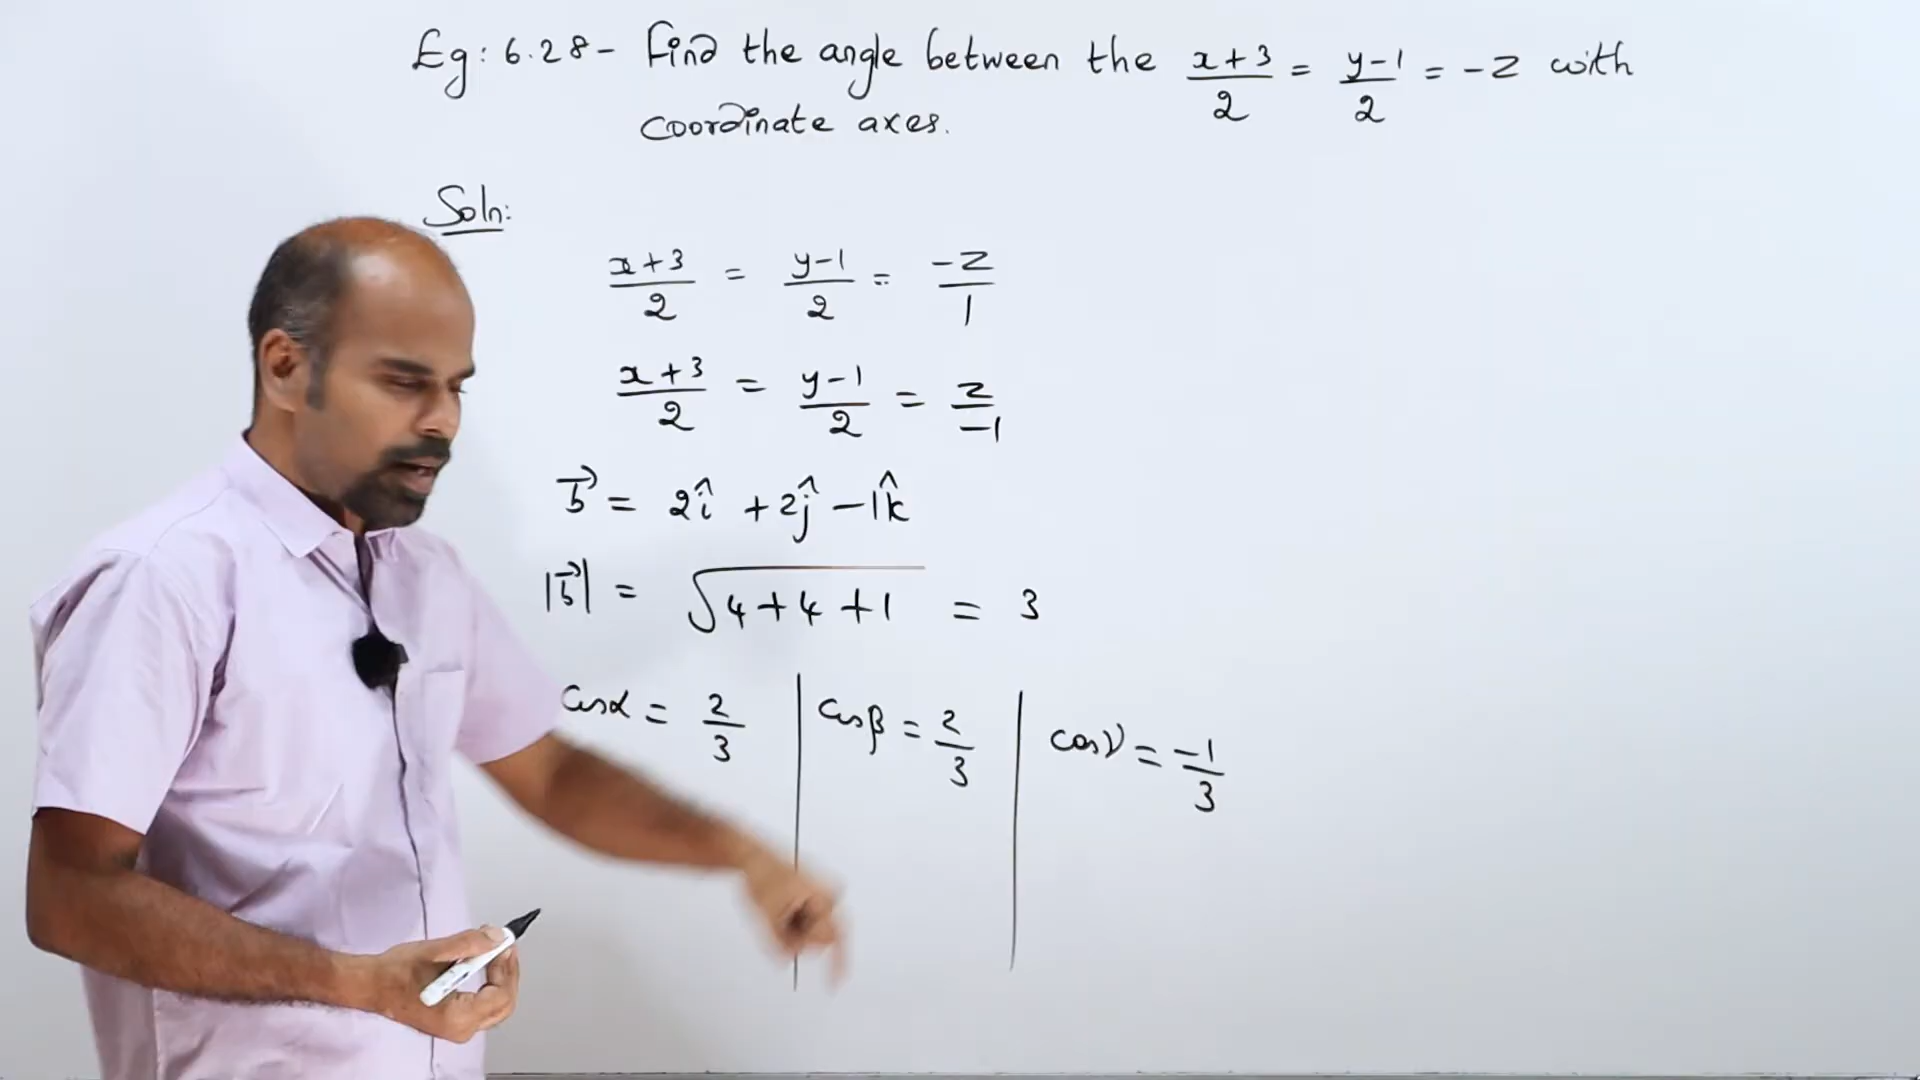 Eg: 6.28 - Find the angle between the x+3/2 = y-1/2 = -z with
coordinate axes.
Soln:
x+3/2 = y-1/2 = -z/1
x+3/2 = y-1/2 = z/-1
b⃗ = 2î + 2ĵ - 1k̂
|b⃗| = √4+4+1 = 3
cosα = 2/3 | cosβ = 2/3 | cosγ = -1/3